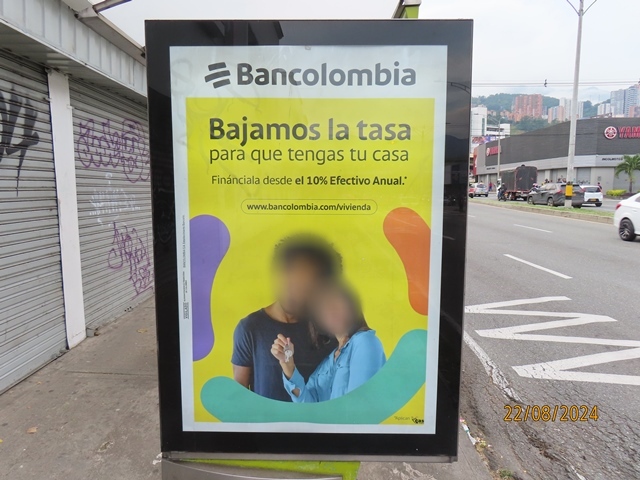 Bancolombia
Bajamos la tasa
para que tengas tu casa
Finánciala desde el 10% Efectivo Anual.*
www.bancolombia.com/vivienda
22/08/2024